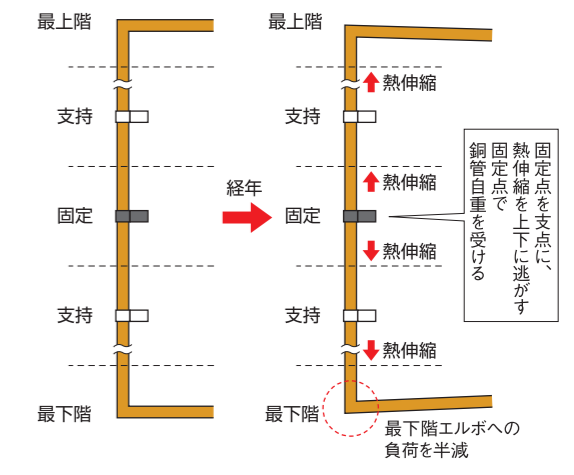 最上階
支持
固定
支持
最下階
経年
最上階
熱伸縮
支持
熱伸縮
固定
熱伸縮
支持
熱伸縮
最下階
固定点を支点に、
熱伸縮を上下に逃がす
固定点で
銅管自重を受ける
最下階エルボへの
負荷を半減